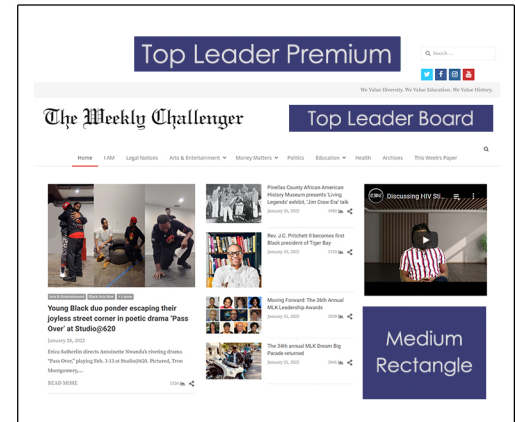 Top Leader Premium
Search ...
We Value Diversity. We Value Education. We Value History.
The Weekly Challenger
Top Leader Board
Home I AM Legal Notices Arts & Entertainment Money Matters Politics Education Health Archives This Week's Paper
Arts & Entertainment Black Arts Now
Young Black duo ponder escaping their
joyless street corner in poetic drama 'Pass
Over' at Studio@620
January 28, 2022
Erica Sutherlin directs Antoinette Nwandu's riveting drama
"Pass Over," playing Feb. 3-13 at Studio@620. Pictured, Tron
Montgomery,...
READ MORE
Pinellas County African American
History Museum presents 'Living
Legends' exhibit, 'Jim Crow Era' talk
January 26, 2022
Rev. J.C. Pritchett II becomes first
Black president of Tiger Bay
January 22, 2022
Moving Forward: The 36th Annual
MLK Leadership Awards
January 21, 2022
The 34th annual MLK Dream Big
Parade returned
January 21, 2022
Discussing HIV Sti...
Medium
Rectangle